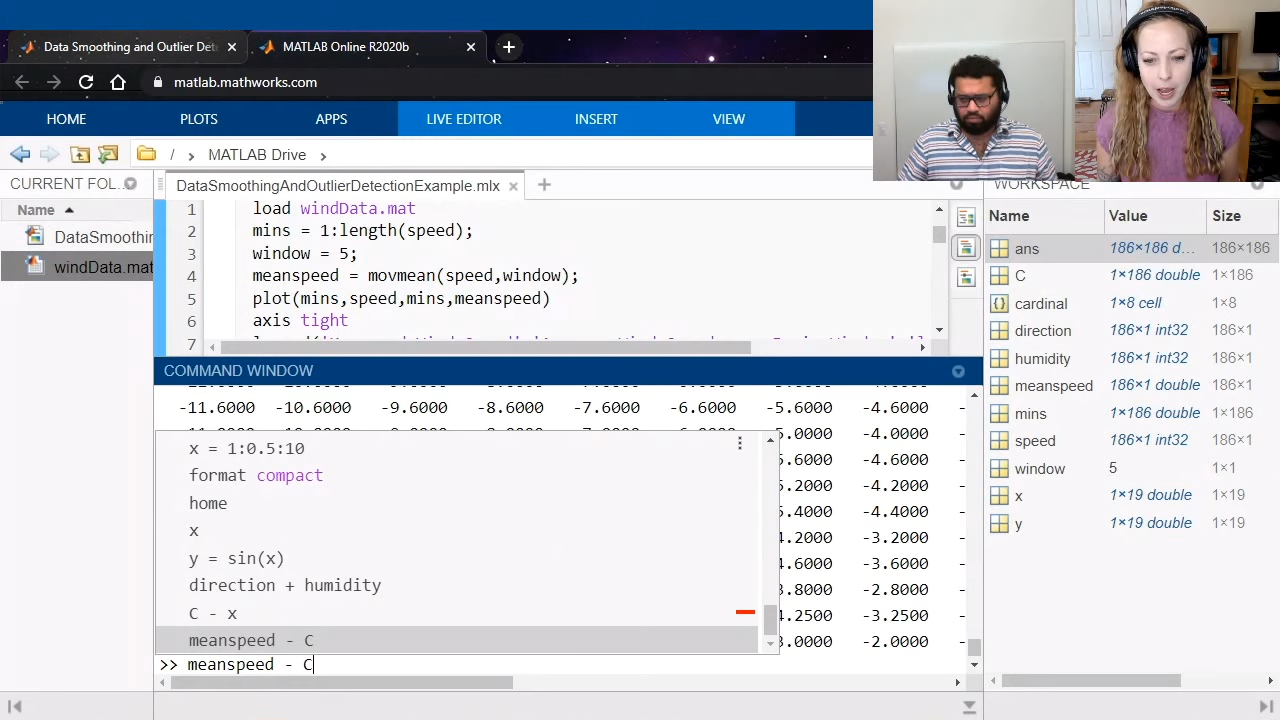 Data Smoothing and Outlier Det
MATLAB Online R2020b
matlab.mathworks.com
HOME PLOTS APPS LIVE EDITOR INSERT VIEW
/ MATLAB Drive
CURRENT FOL...
Name
DataSmoothin
windData.mat
DataSmoothingAndOutlierDetectionExample.mlx
1 load windData.mat
2 mins = 1:length(speed);
3 window = 5;
4 meanspeed = movmean(speed,window);
5 plot(mins,speed,mins,meanspeed)
6 axis tight
7
COMMAND WINDOW
-11.6000 -10.6000 -9.6000 -8.6000 -7.6000 -6.6000 -5.6000 -4.6000 -
5.0000 -4.0000 -
5.6000 -4.6000 -
5.2000 -4.2000 -
5.4000 -4.4000 -
4.2000 -3.2000 -
4.6000 -3.6000 -
3.8000 -2.8000 -
4.2500 -3.2500 -
3.0000 -2.0000 -
x = 1:0.5:10
format compact
home
x
y = sin(x)
direction + humidity
C - x
meanspeed - C
>> meanspeed - C
WORKSPACE
Name Value Size
ans 186×186 d... 186×186
C 1×186 double 1×186
cardinal 1×8 cell 1×8
direction 186×1 int32 186×1
humidity 186×1 int32 186×1
meanspeed 186×1 double 186×1
mins 1×186 double 1×186
speed 186×1 int32 186×1
window 5 1×1
x 1×19 double 1×19
y 1×19 double 1×19